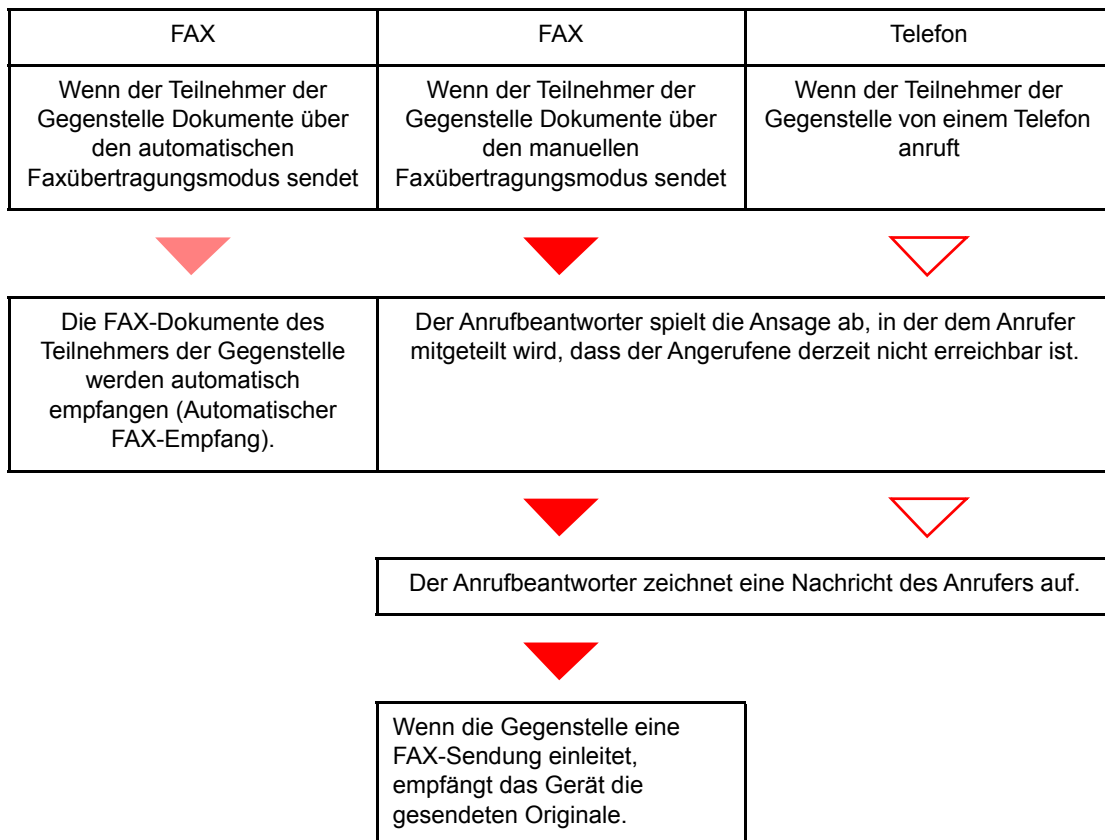 FAX
FAX
Telefon
Wenn der Teilnehmer der
Gegenstelle Dokumente über
den automatischen
Faxübertragungsmodus sendet
Wenn der Teilnehmer der
Gegenstelle Dokumente über
den manuellen
Faxübertragungsmodus sendet
Wenn der Teilnehmer der
Gegenstelle von einem Telefon
anruft
Die FAX-Dokumente des
Teilnehmers der Gegenstelle
werden automatisch
empfangen (Automatischer
FAX-Empfang).
Der Anrufbeantworter spielt die Ansage ab, in der dem Anrufer
mitgeteilt wird, dass der Angerufene derzeit nicht erreichbar ist.
Der Anrufbeantworter zeichnet eine Nachricht des Anrufers auf.
Wenn die Gegenstelle eine
FAX-Sendung einleitet,
empfängt das Gerät die
gesendeten Originale.